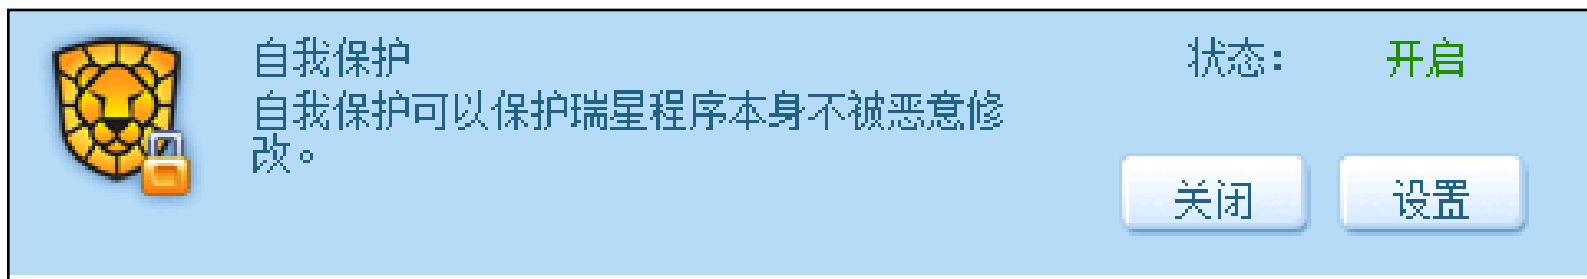 自我保护
状态： 开启
自我保护可以保护瑞星程序本身不被恶意修
改。
关闭
设置